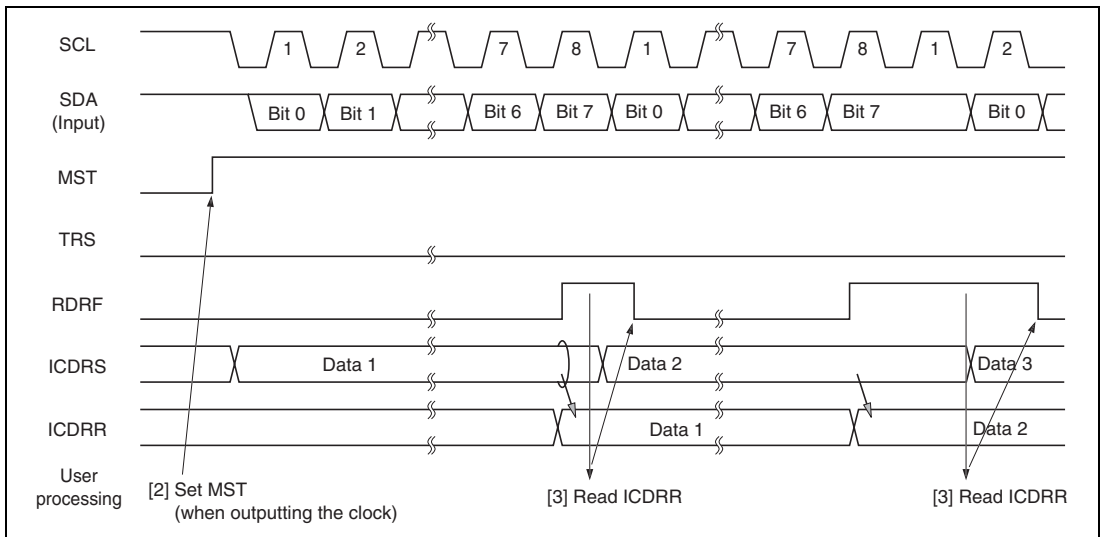 SCL 1 2 7 8 1 7 8 1 2
SDA
(Input)
Bit 0 Bit 1 Bit 6 Bit 7 Bit 0 Bit 6 Bit 7 Bit 0
MST
TRS
RDRF
ICDRS Data 1 Data 2 Data 3
ICDRR Data 1 Data 2
User
processing
[2] Set MST
(when outputting the clock)
[3] Read ICDRR [3] Read ICDRR